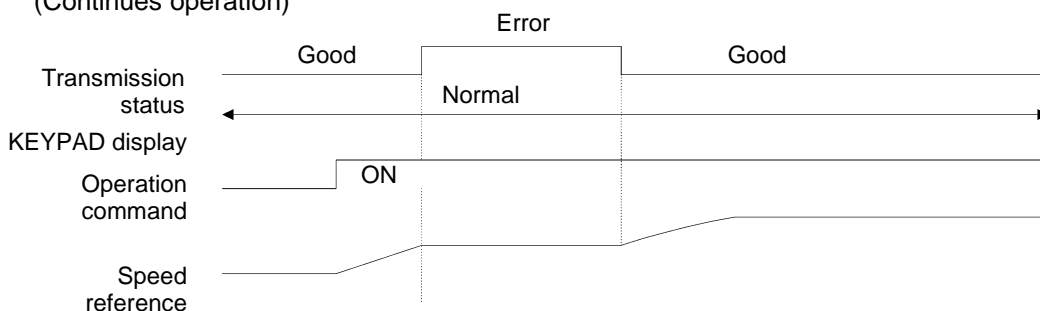 (Continues operation)
Error
Good
Good
Transmission
status
Normal
KEYPAD display
ON
Operation
command
Speed
reference